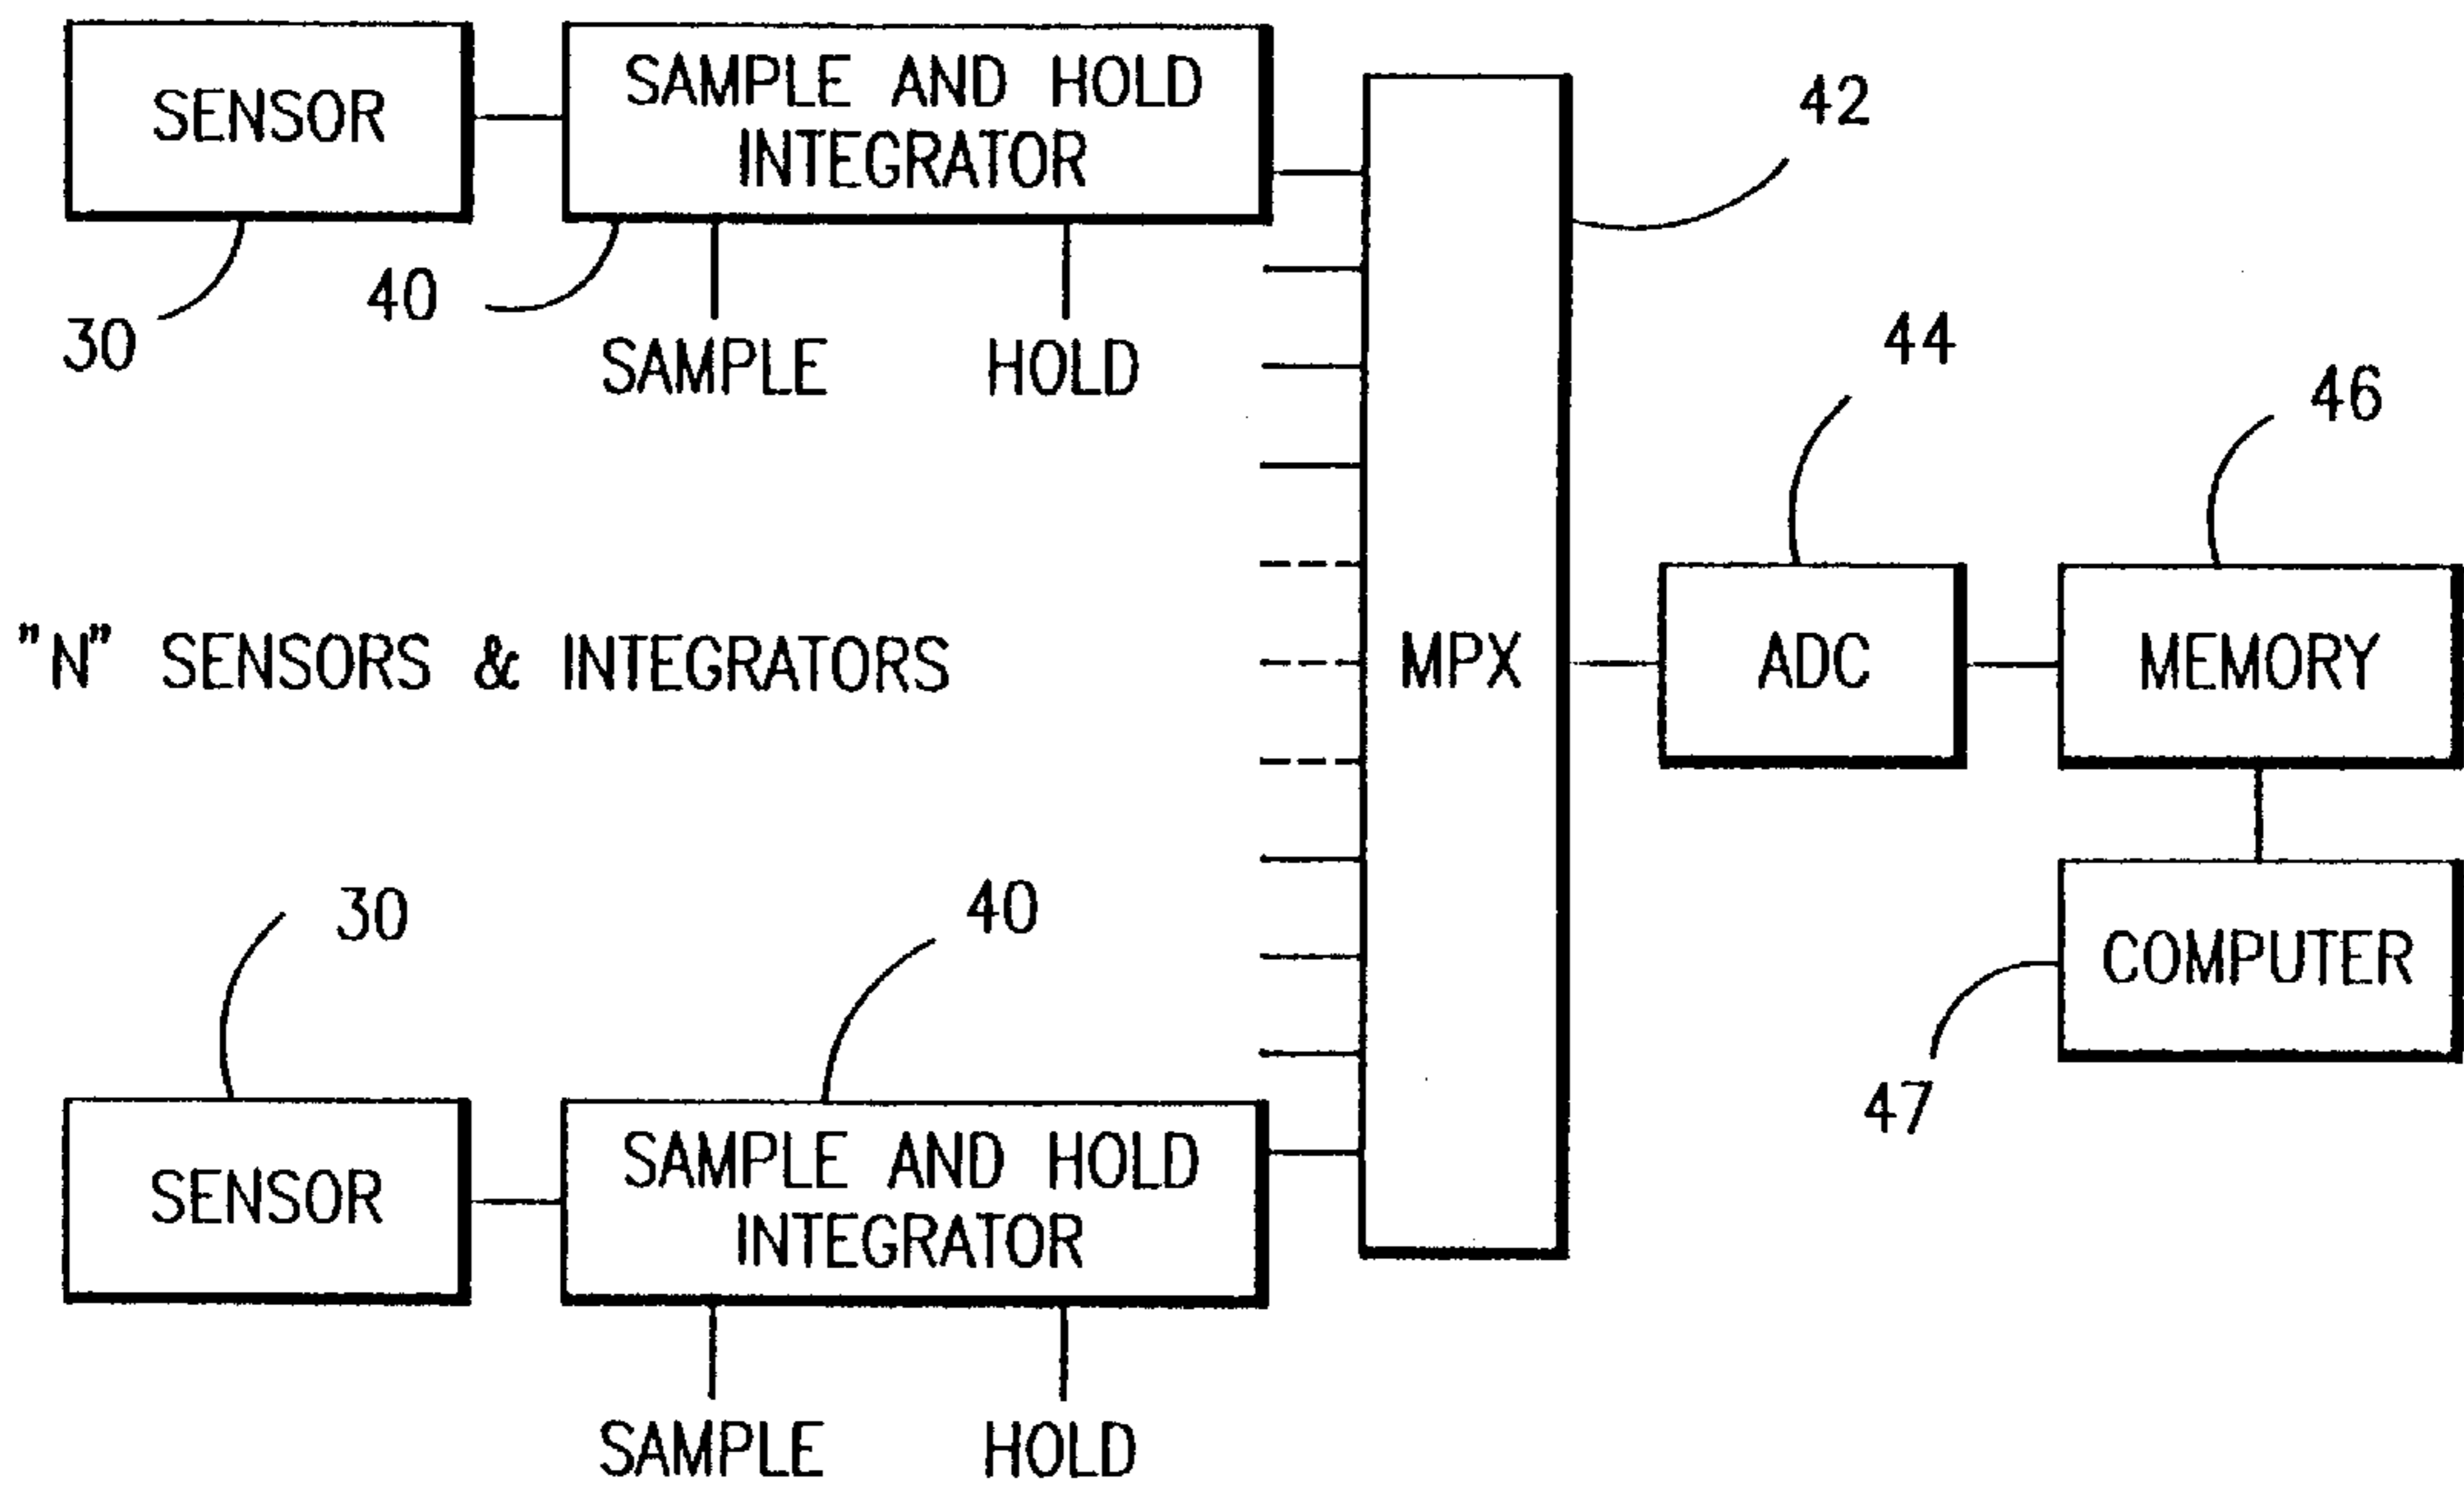 SENSOR
SAMPLE AND HOLD
INTEGRATOR
42
30
40
SAMPLE HOLD
44
46
"N" SENSORS & INTEGRATORS
MPX
ADC
MEMORY
30
40
COMPUTER
47
SENSOR
SAMPLE AND HOLD
INTEGRATOR
SAMPLE HOLD